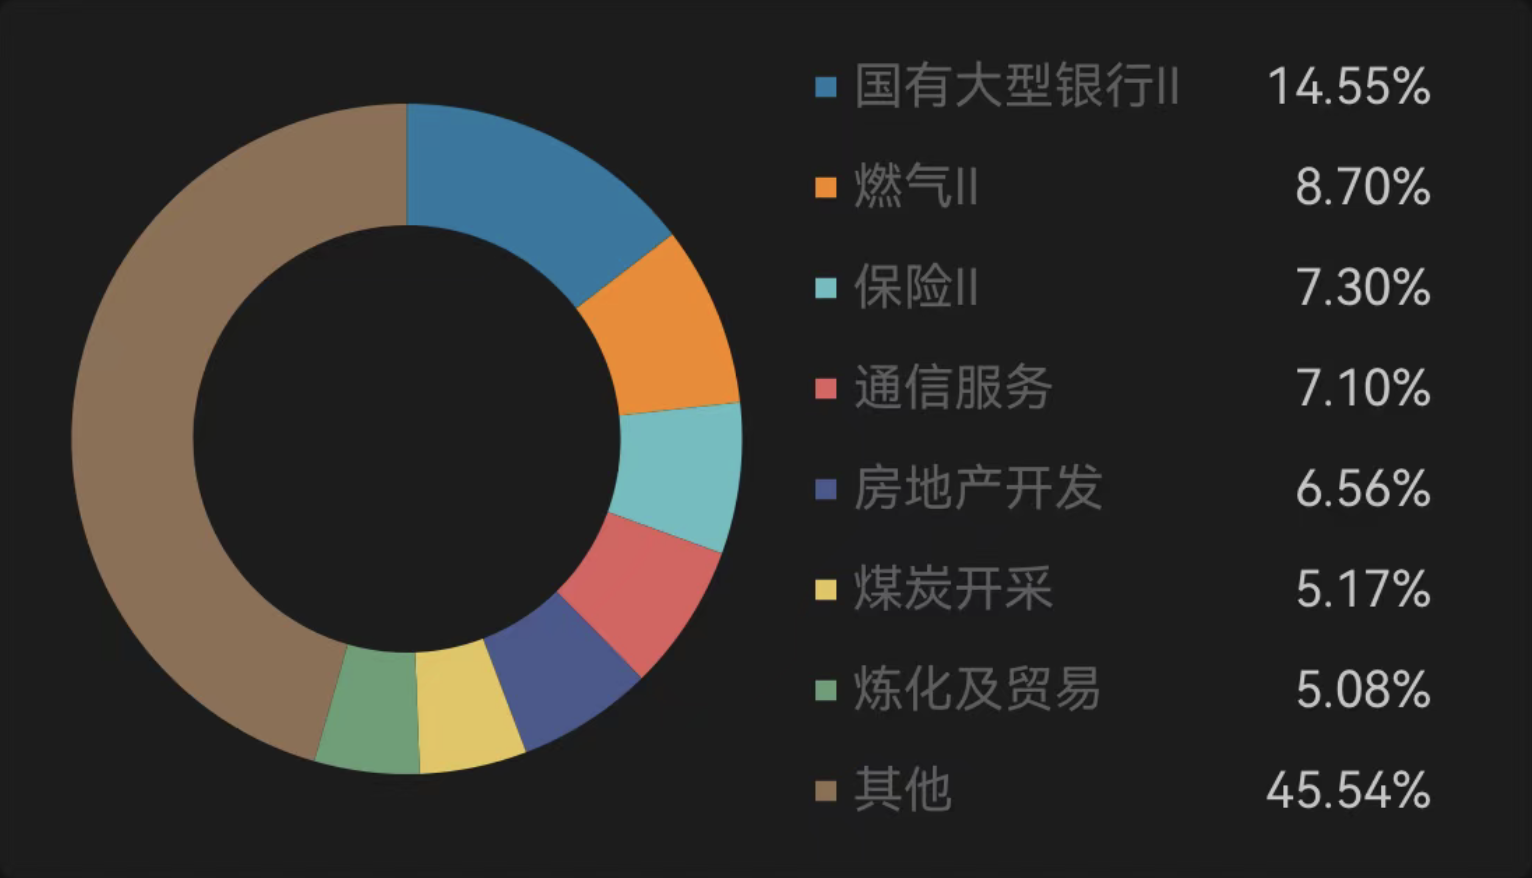 国有大型银行II 14.55%
燃气II 8.70%
保险II 7.30%
通信服务 7.10%
房地产开发 6.56%
煤炭开采 5.17%
炼化及贸易 5.08%
其他 45.54%